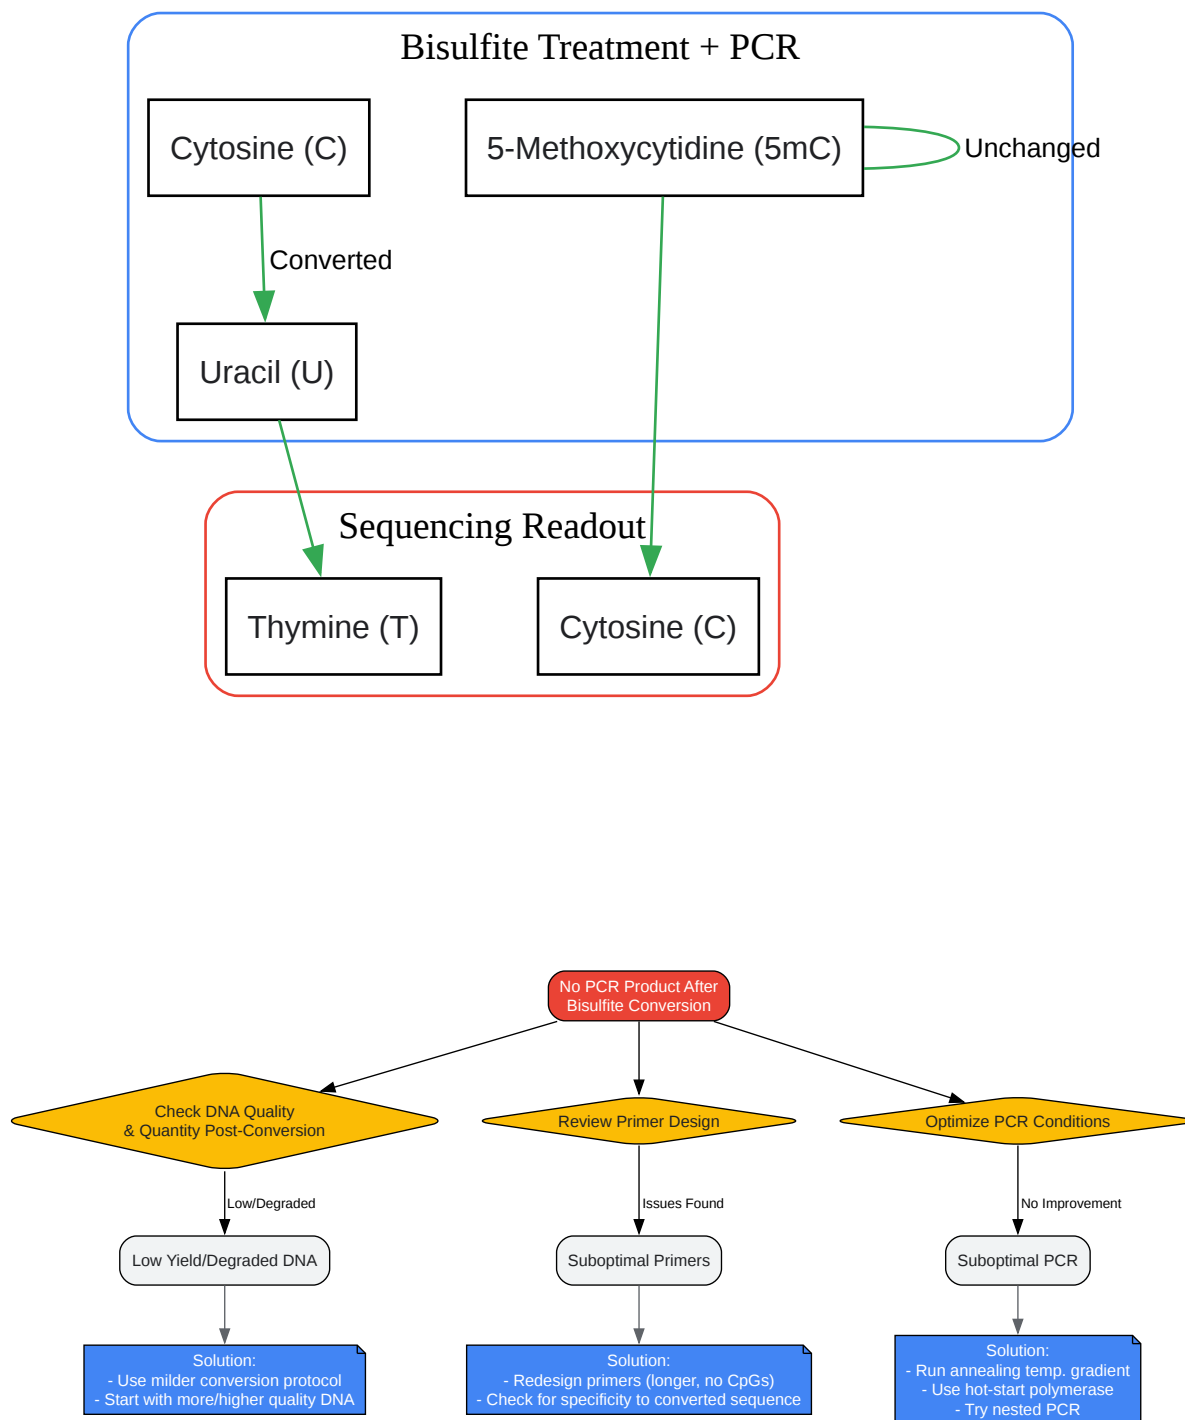 Bisulfite Treatment + PCR
Cytosine (C)
5-Methoxycytidine (5mC)
Unchanged
Converted
Uracil (U)
Sequencing Readout
Thymine (T)
Cytosine (C)
No PCR Product After
Bisulfite Conversion
Check DNA Quality
& Quantity Post-Conversion
Review Primer Design
Optimize PCR Conditions
Low/Degraded
Issues Found
No Improvement
Low Yield/Degraded DNA
Suboptimal Primers
Suboptimal PCR
Solution:
- Use milder conversion protocol
- Start with more/higher quality DNA
Solution:
- Redesign primers (longer, no CpGs)
- Check for specificity to converted sequence
Solution:
- Run annealing temp. gradient
- Use hot-start polymerase
- Try nested PCR